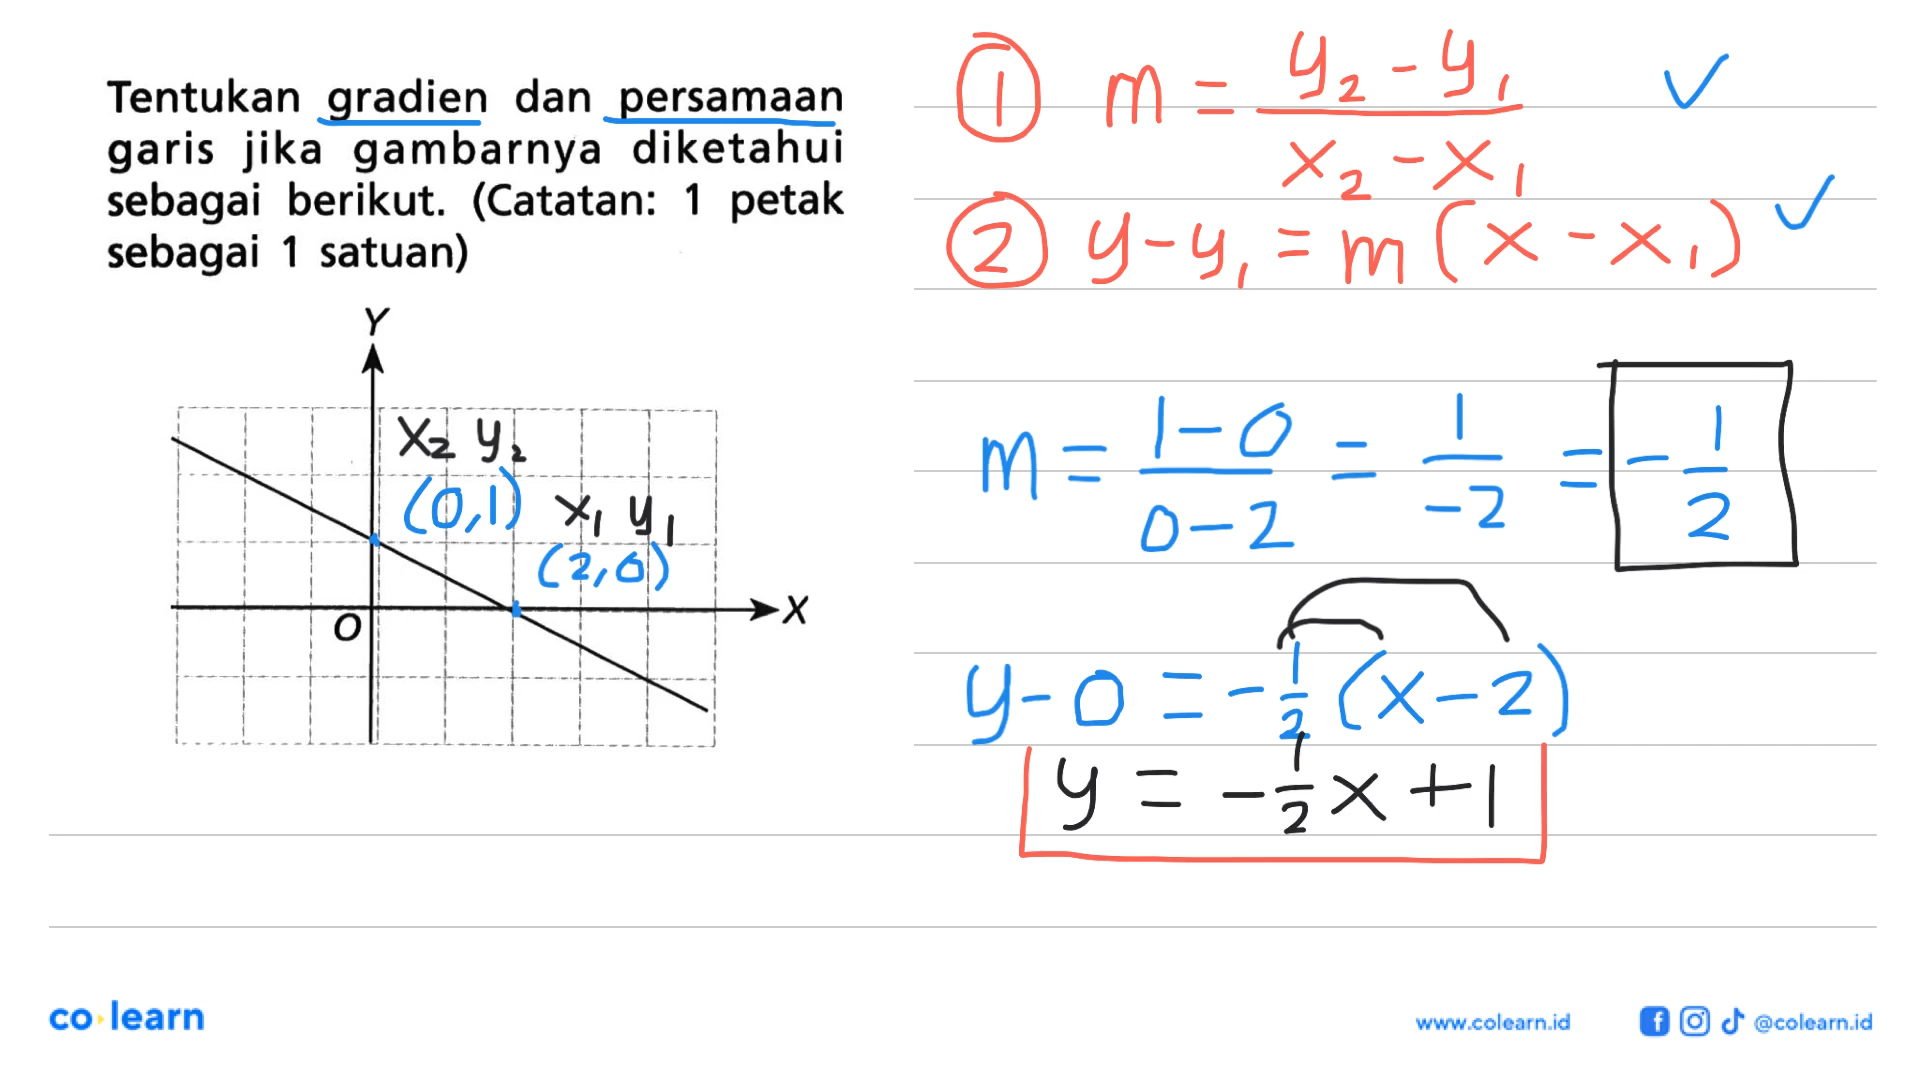 Tentukan gradien dan persamaan
garis jika gambarnya diketahui
sebagai berikut. (Catatan: 1 petak
sebagai 1 satuan)
Y
x₂ y₂
(0,1)
x₁ y₁
(2,0)
O
X
① m = (y₂ - y₁)/(x₂ - x₁) ✓
② y - y₁ = m (x - x₁) ✓
m = (1 - 0)/(0 - 2) = 1/-2 = - 1/2
y - 0 = - 1/2 (x - 2)
y = - 1/2 x + 1
co learn
www.colearn.id
@colearn.id